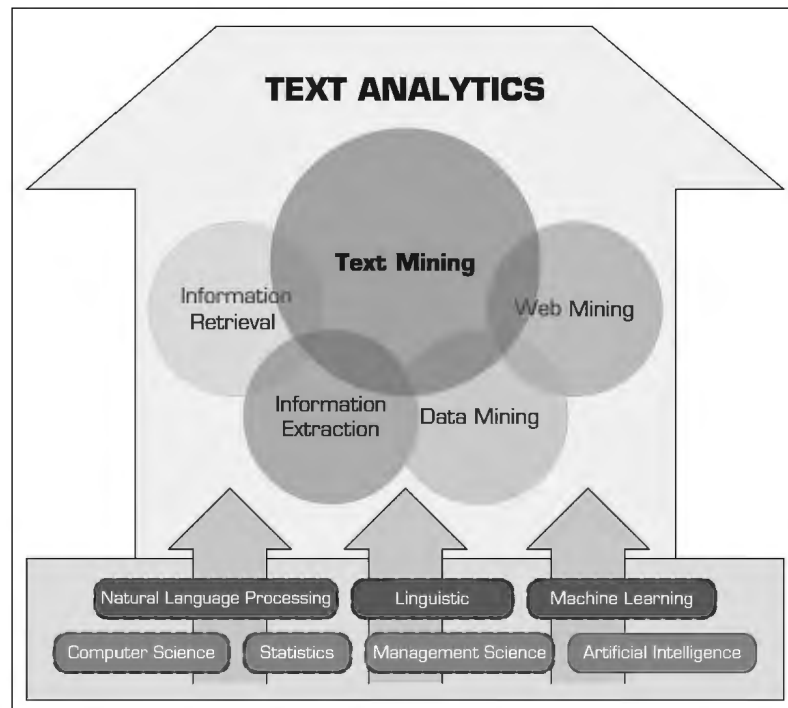 TEXT ANALYTICS
Text Mining
Information
Retrieval
Web Mining
Information
Extraction
Data Mining
Natural Language Processing
Linguistic
Machine Learning
Computer Science
Statistics
Management Science
Artificial Intelligence